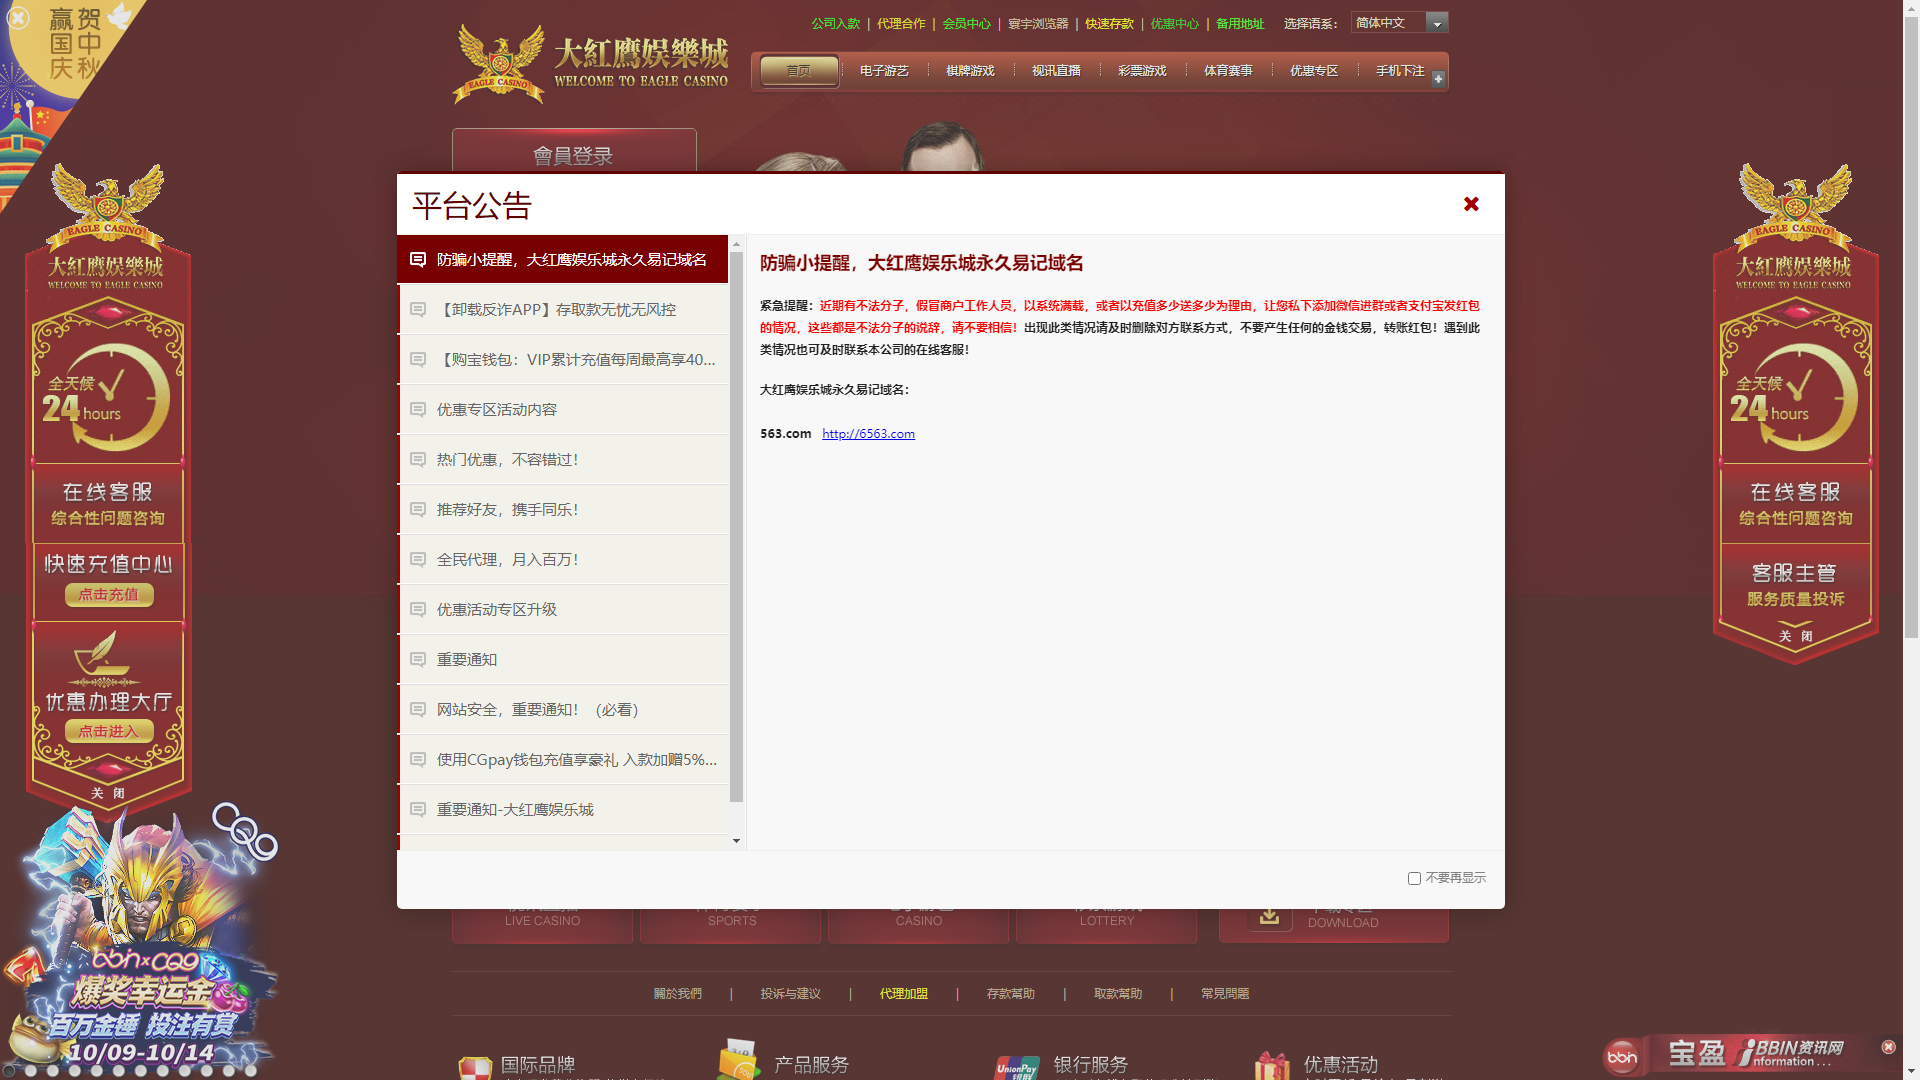 贺中秋
赢国庆
公司入款 | 代理合作 | 会员中心 | 寰宇浏览器 | 快速存款 | 优惠中心 | 备用地址 选择语系： 简体中文
大紅鹰娱樂城
WELCOME TO EAGLE CASINO
EAGLE CASINO
首页 电子游艺 棋牌游戏 视讯直播 彩票游戏 体育赛事 优惠专区 手机下注
會員登录
平台公告
防骗小提醒，大红鹰娱乐城永久易记域名
【卸载反诈APP】存取款无忧无风控
【购宝钱包：VIP累计充值每周最高享40...
优惠专区活动内容
热门优惠，不容错过！
推荐好友，携手同乐！
全民代理，月入百万！
优惠活动专区升级
重要通知
网站安全，重要通知！（必看）
使用CGpay钱包充值享豪礼 入款加赠5%...
重要通知-大红鹰娱乐城
防骗小提醒，大红鹰娱乐城永久易记域名
紧急提醒：近期有不法分子，假冒商户工作人员，以系统满载，或者以充值多少送多少为理由，让您私下添加微信进群或者支付宝发红包
的情况，这些都是不法分子的说辞，请不要相信！出现此类情况请及时删除对方联系方式，不要产生任何的金钱交易，转账红包！遇到此
类情况也可及时联系本公司的在线客服！
大红鹰娱乐城永久易记域名：
563.com http://6563.com
不要再显示
EAGLE CASINO
大紅鹰娱樂城
WELCOME TO EAGLE CASINO
全天候
24 hours
在线客服
综合性问题咨询
快速充值中心
点击充值
优惠办理大厅
点击进入
关 闭
EAGLE CASINO
大紅鹰娱樂城
WELCOME TO EAGLE CASINO
全天候
24 hours
在线客服
综合性问题咨询
客服主管
服务质量投诉
关 闭
CQ9
bbin x CQ9
爆奖幸运金
百万金锤 投注有赏
10/09-10/14
LIVE CASINO
SPORTS
CASINO
LOTTERY
DOWNLOAD
關於我們 | 投诉与建议 | 代理加盟 | 存款幫助 | 取款幫助 | 常見問題
国际品牌
产品服务
UnionPay
银行服务
优惠活动
bbin 宝盈 BBIN资讯网
Information...